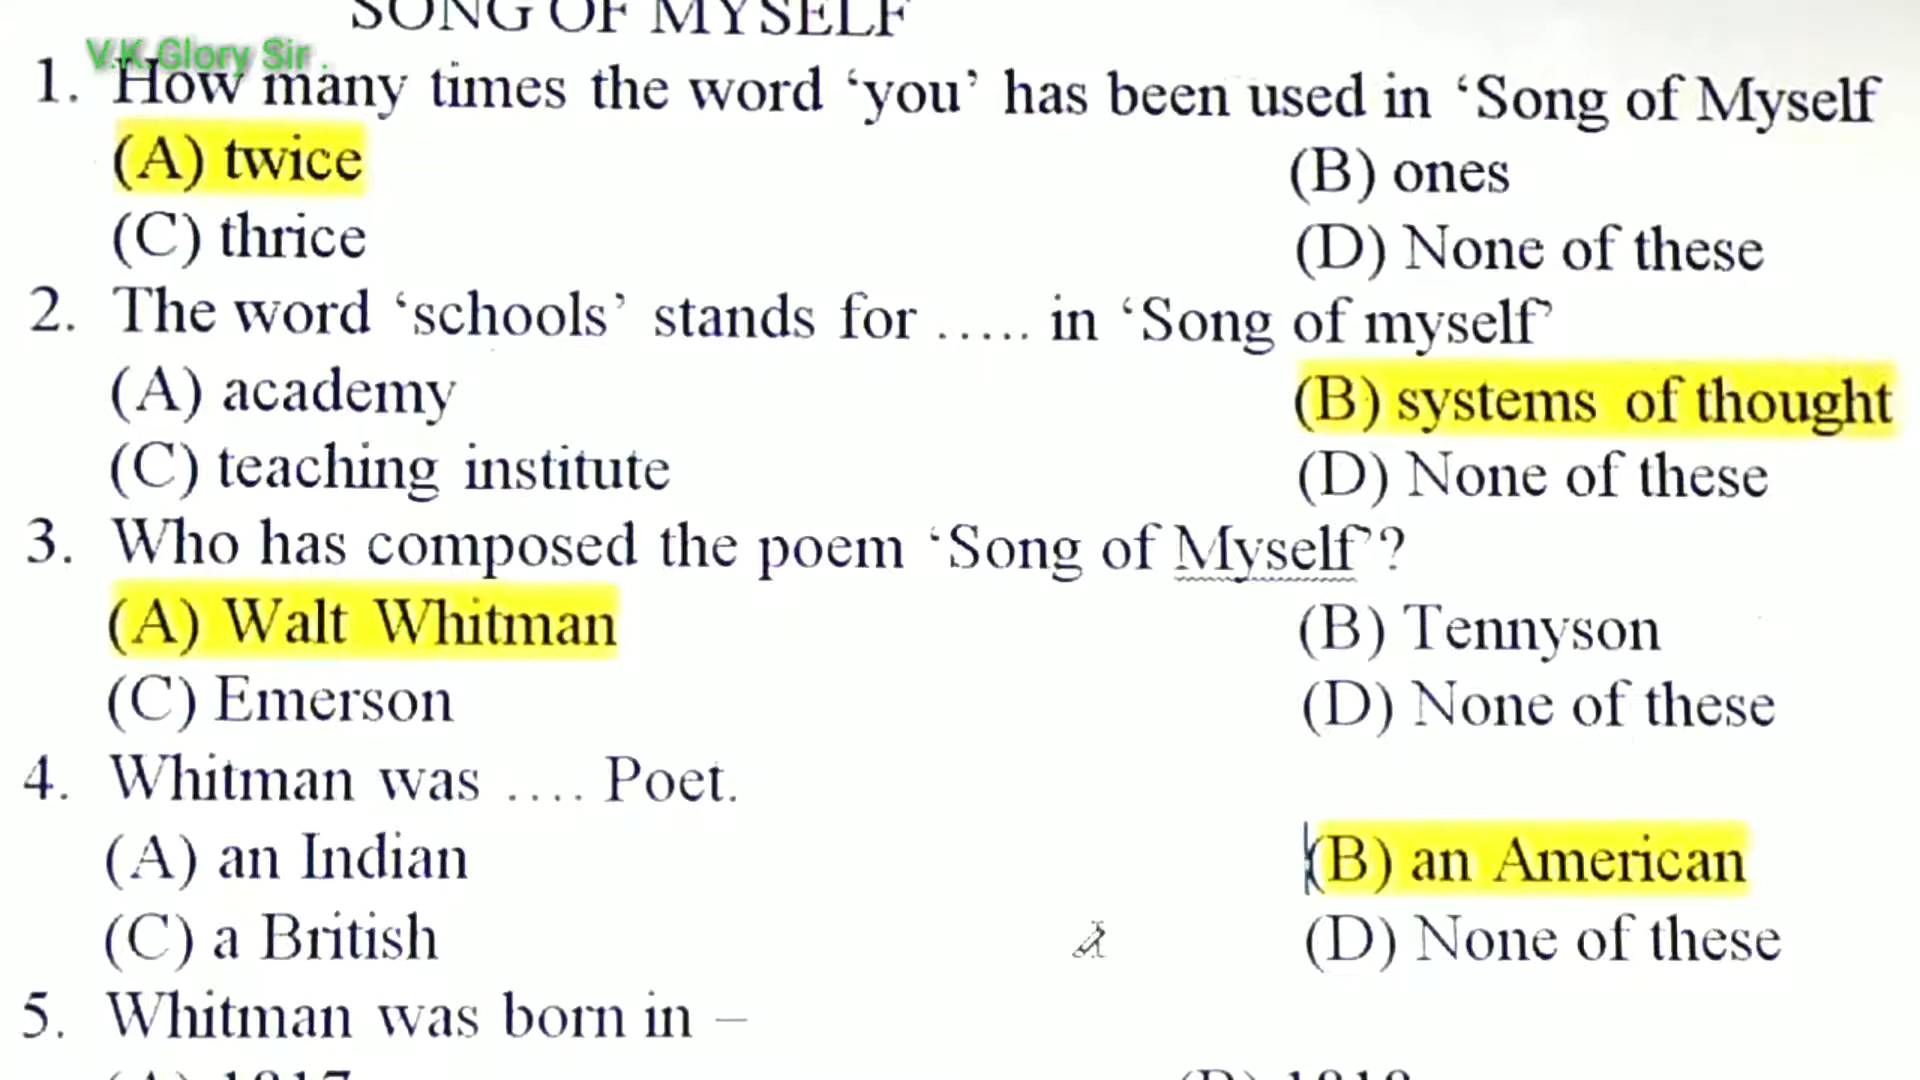 SONG OF MYSELF
V.K.Glory Sir .
1. How many times the word ‘you’ has been used in ‘Song of Myself
(A) twice (B) ones
(C) thrice (D) None of these
2. The word ‘schools’ stands for ..... in ‘Song of myself’
(A) academy (B) systems of thought
(C) teaching institute (D) None of these
3. Who has composed the poem ‘Song of Myself’?
(A) Walt Whitman (B) Tennyson
(C) Emerson (D) None of these
4. Whitman was .... Poet.
(A) an Indian (B) an American
(C) a British (D) None of these
5. Whitman was born in –